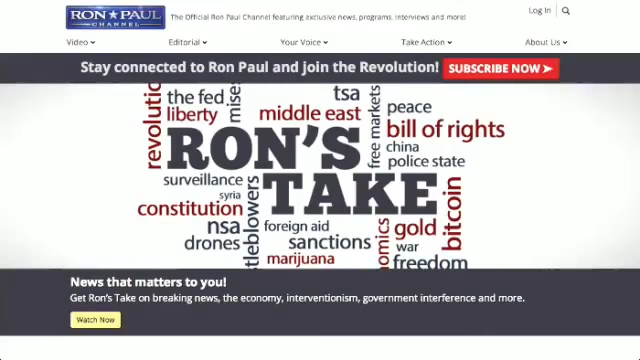 RON★PAUL
CHANNEL
The Official Ron Paul Channel featuring exclusive news, programs, interviews and more!
Log In
Video
Editorial
Your Voice
Take Action
About Us
Stay connected to Ron Paul and join the Revolution!
SUBSCRIBE NOW ➤
revolutio
the fed
liberty
mises
tsa
middle east
free markets
peace
bill of rights
china
police state
RON'S
TAKE
surveillance
syria
constitution
nsa
drones
tleblowers
foreign aid
sanctions
marijuana
omics
gold
war
freedom
bitcoin
News that matters to you!
Get Ron's Take on breaking news, the economy, interventionism, government interference and more.
Watch Now